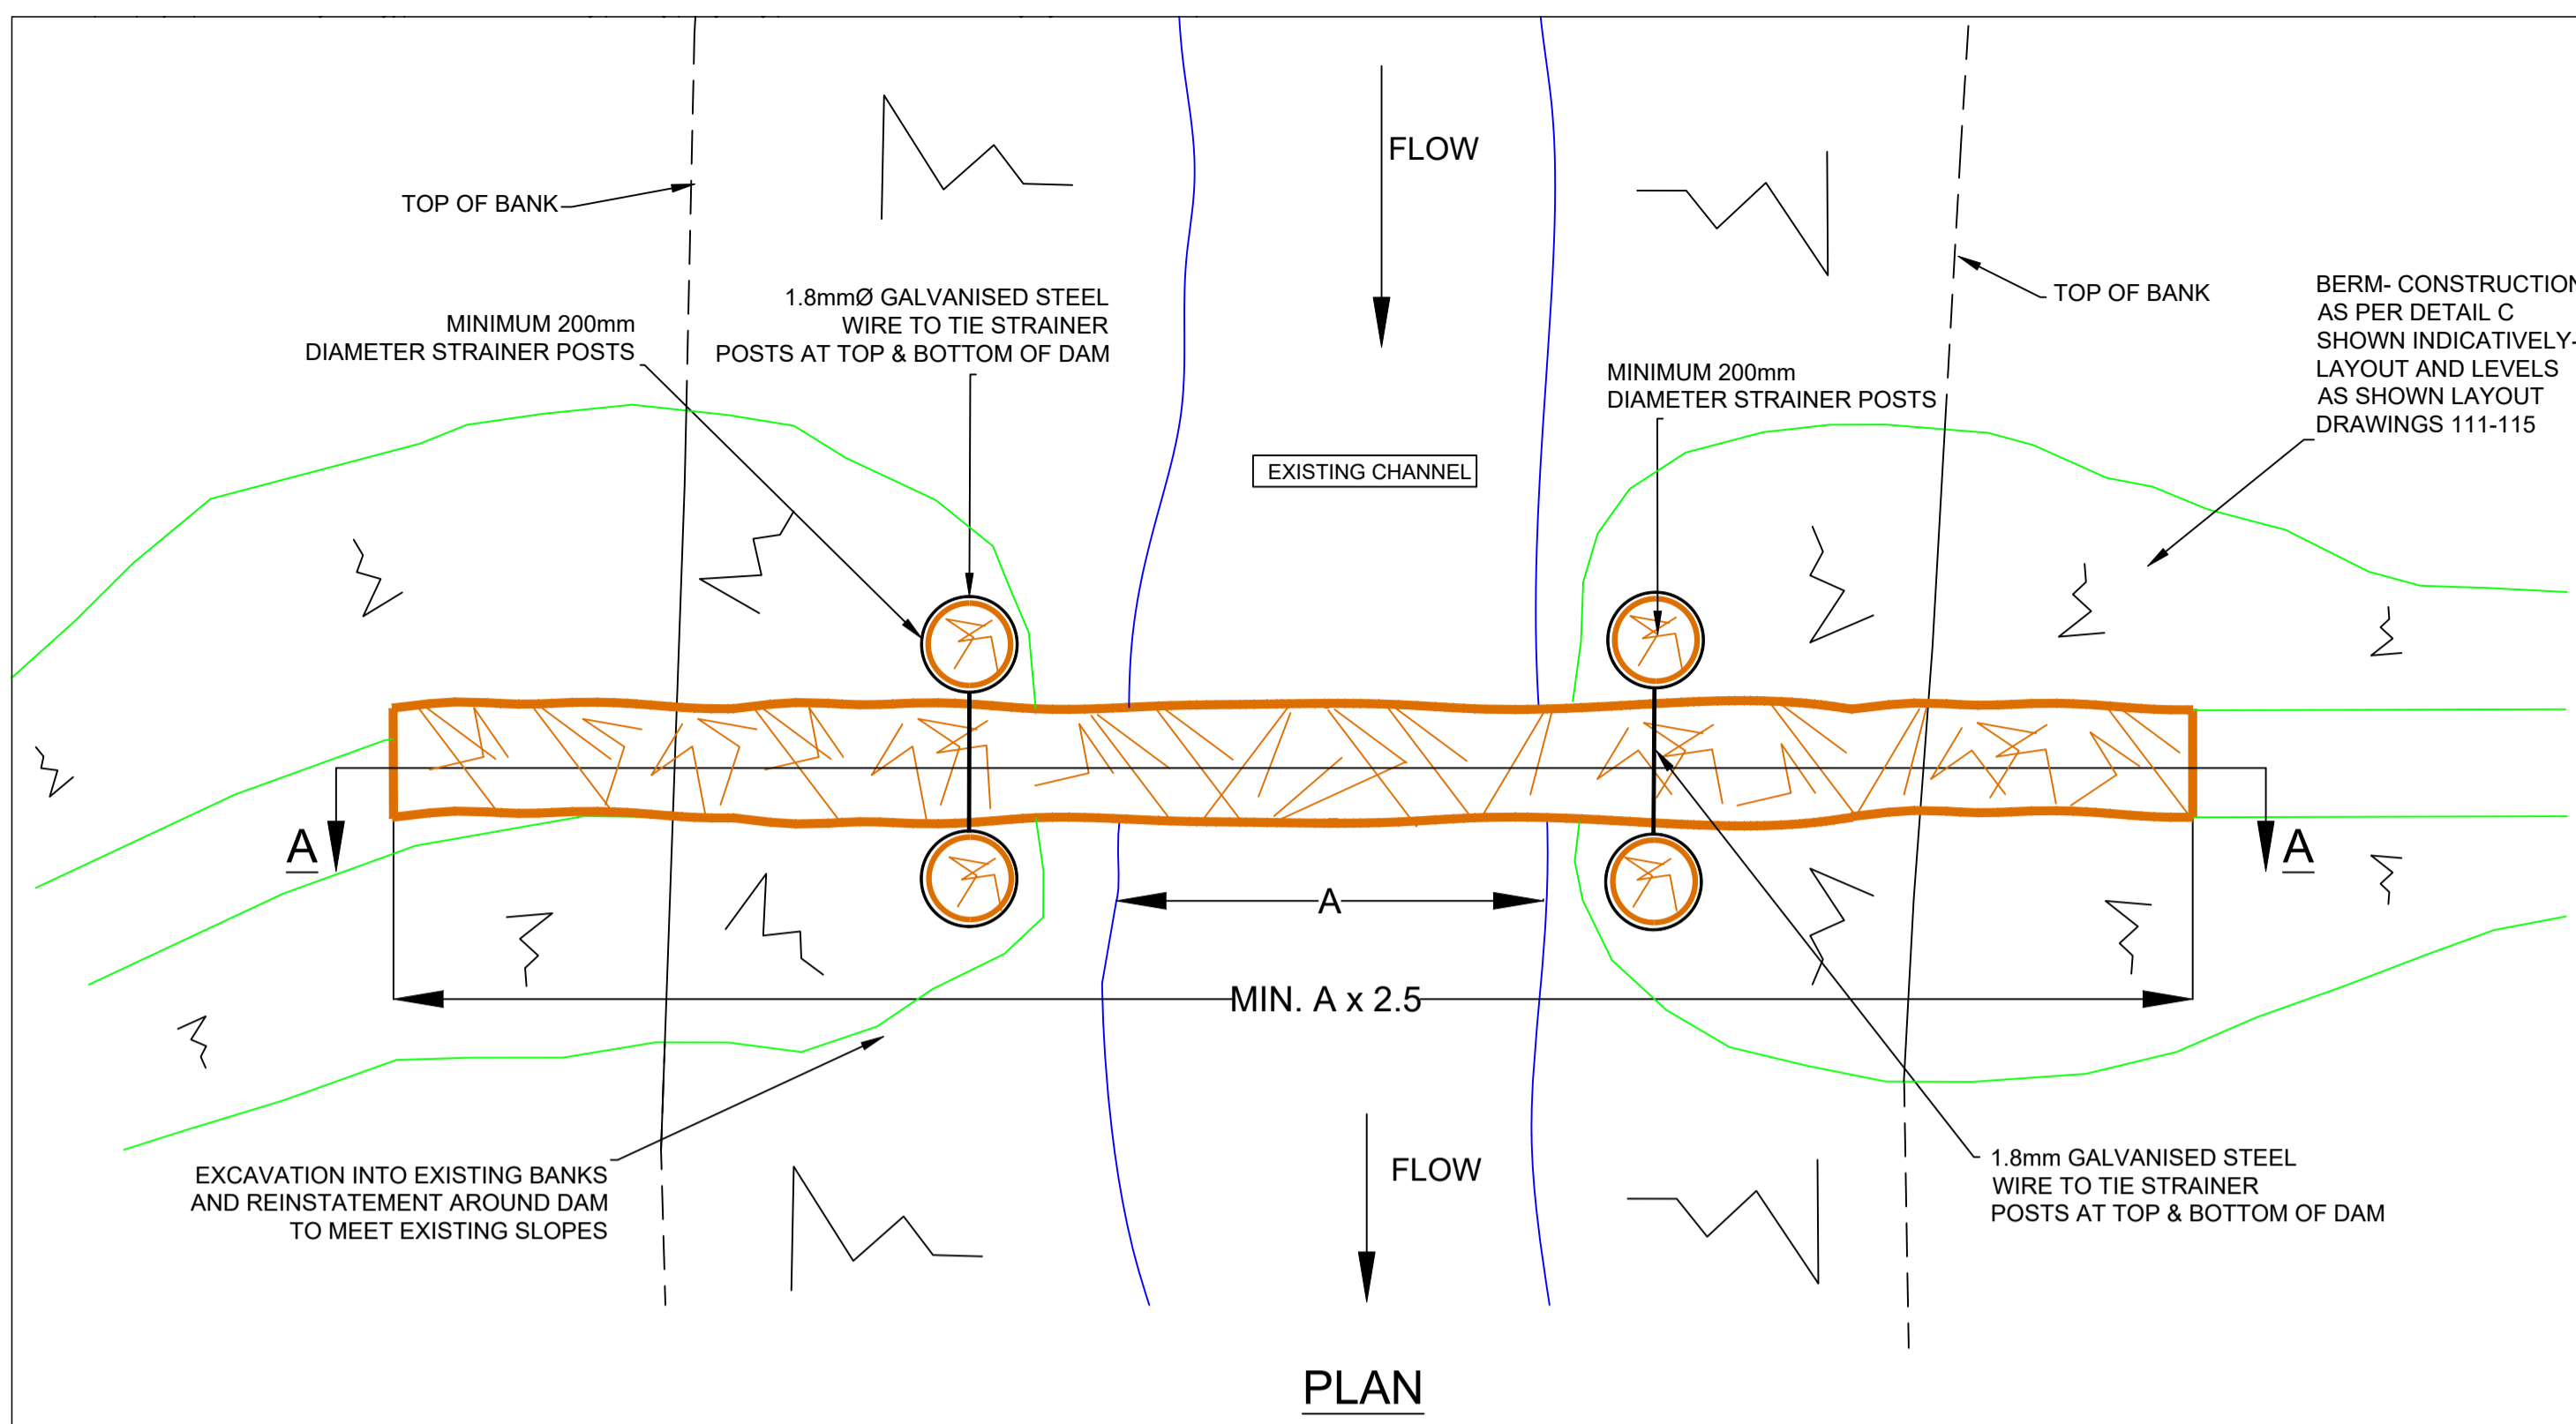 FLOW
TOP OF BANK
1.8mmØ GALVANISED STEEL
WIRE TO TIE STRAINER
POSTS AT TOP & BOTTOM OF DAM
MINIMUM 200mm
DIAMETER STRAINER POSTS
TOP OF BANK
BERM- CONSTRUCTION
AS PER DETAIL C
SHOWN INDICATIVELY-
LAYOUT AND LEVELS
AS SHOWN LAYOUT
DRAWINGS 111-115
MINIMUM 200mm
DIAMETER STRAINER POSTS
EXISTING CHANNEL
A
A
A
MIN. A x 2.5
EXCAVATION INTO EXISTING BANKS
AND REINSTATEMENT AROUND DAM
TO MEET EXISTING SLOPES
FLOW
1.8mm GALVANISED STEEL
WIRE TO TIE STRAINER
POSTS AT TOP & BOTTOM OF DAM
PLAN